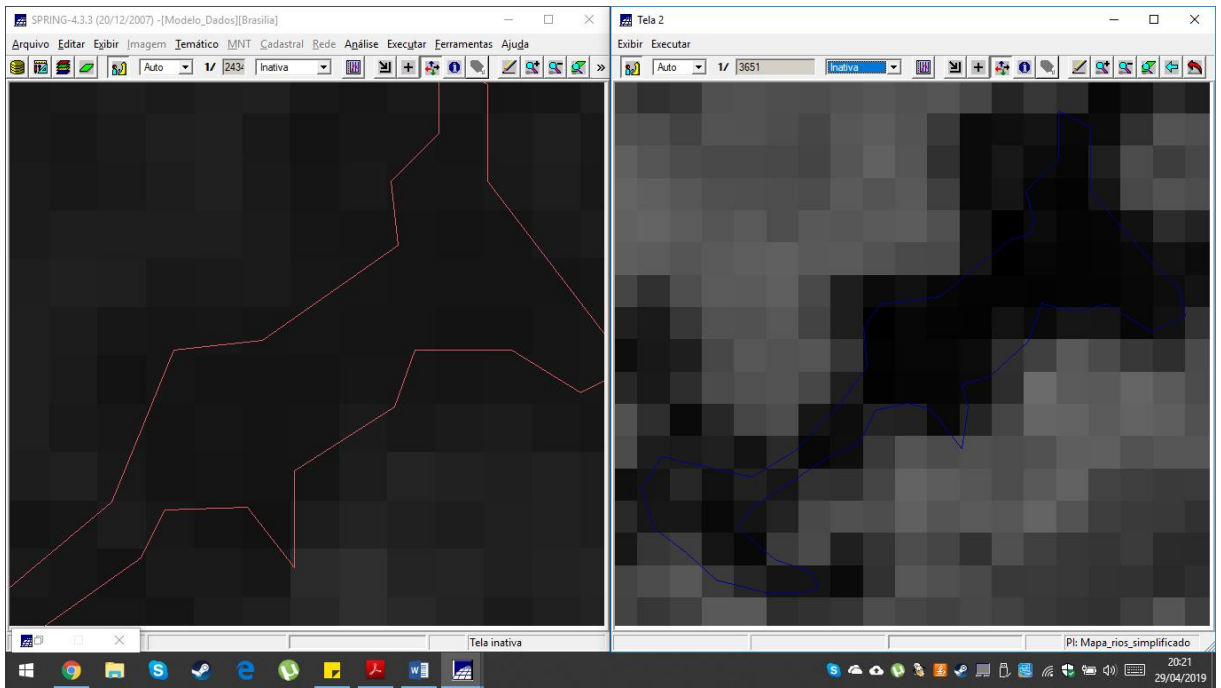 SPRING-4.3.3 (20/12/2007) -[Modelo_Dados][Brasilia]
Arquivo Editar Exibir Imagem Temático MNT Cadastral Rede Análise Executar Ferramentas Ajuda
Auto 1/ 2434 Inativa
Tela inativa
Tela 2
Exibir Executar
Auto 1/ 3651 Inativa
PI: Mapa_rios_simplificado
20:21
29/04/2019